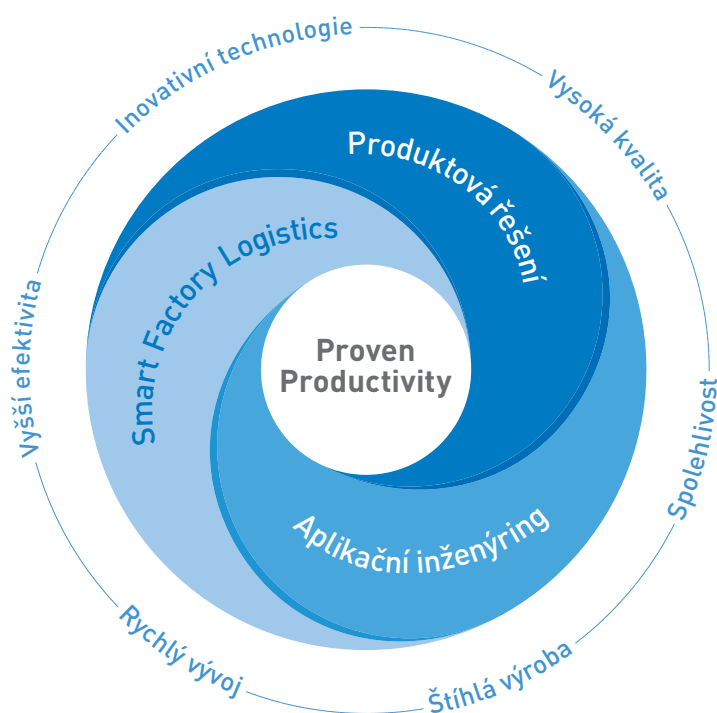 Inovativní technologie
Vysoká kvalita
Produktová řešení
Smart Factory Logistics
Proven
Productivity
Vyšší efektivita
Spolehlivost
Aplikační inženýring
Rychlý vývoj
Štíhlá výroba